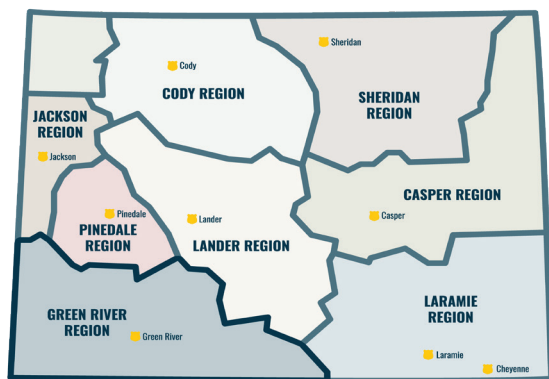 Sheridan
Cody
CODY REGION
SHERIDAN
REGION
JACKSON
REGION
Jackson
CASPER REGION
Pinedale
Lander
Casper
PINEDALE
REGION
LANDER REGION
LARAMIE
REGION
GREEN RIVER
REGION
Green River
Laramie
Cheyenne